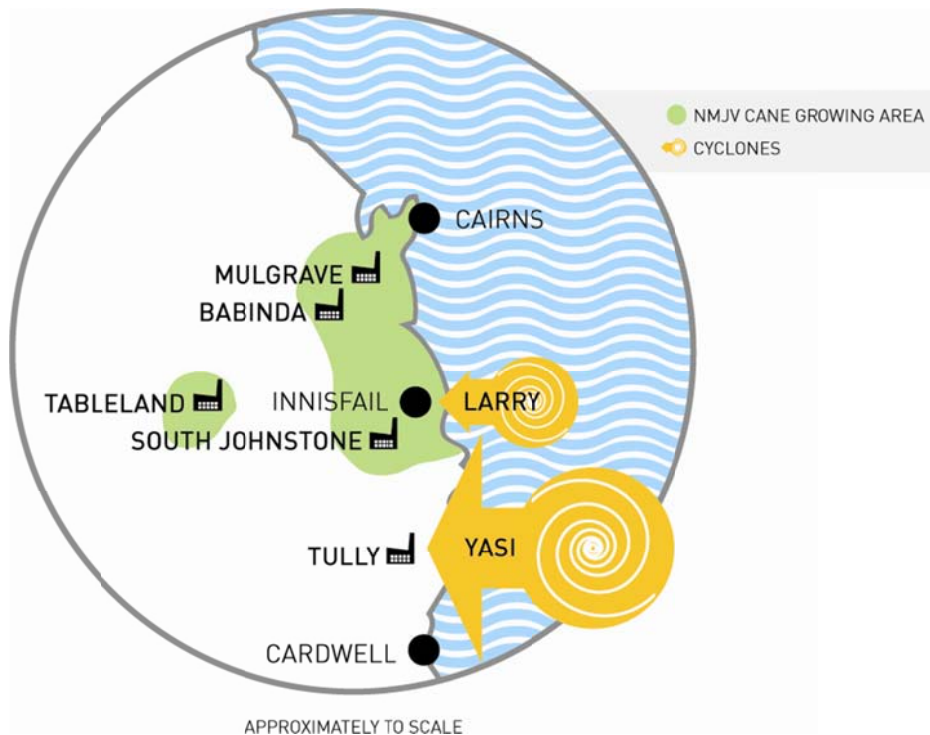 NMJV CANE GROWING AREA
CYCLONES
CAIRNS
MULGRAVE
BABINDA
TABLELAND
INNISFAIL
LARRY
SOUTH JOHNSTONE
TULLY
YASI
CARDWELL
APPROXIMATELY TO SCALE